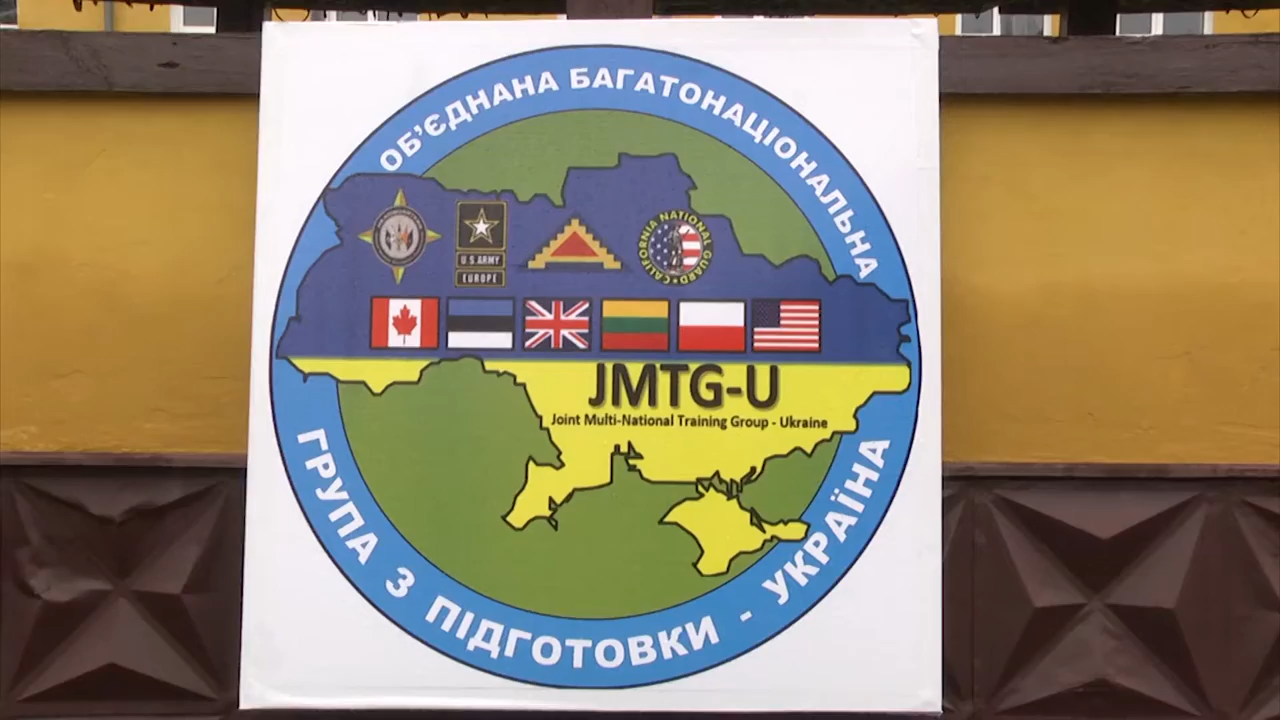 ОБ'ЄДНАНА БАГАТОНАЦІОНАЛЬНА
U.S ARMY
EUROPE
CALIFORNIA NATIONAL GUARD
JMTG-U
Joint Multi-National Training Group - Ukraine
ГРУПА З ПІДГОТОВКИ - УКРАЇНА